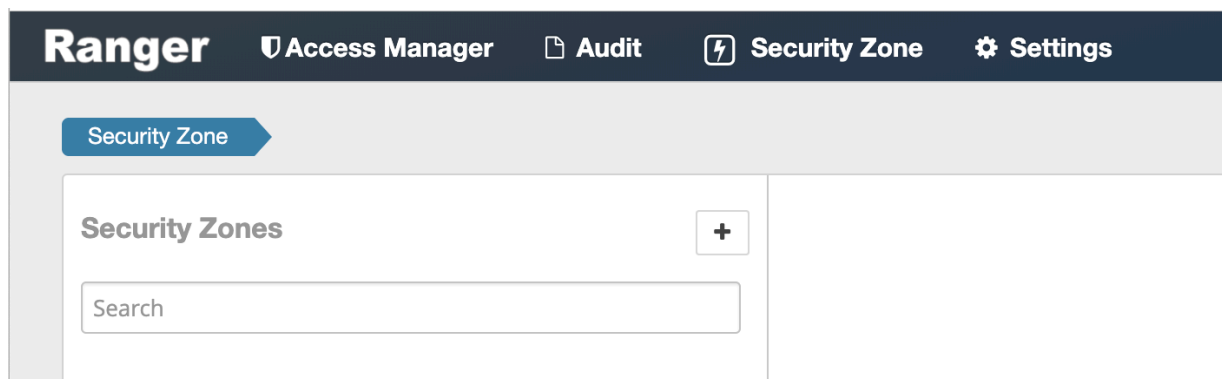 Ranger Access Manager Audit Security Zone Settings
Security Zone
Security Zones
+
Search